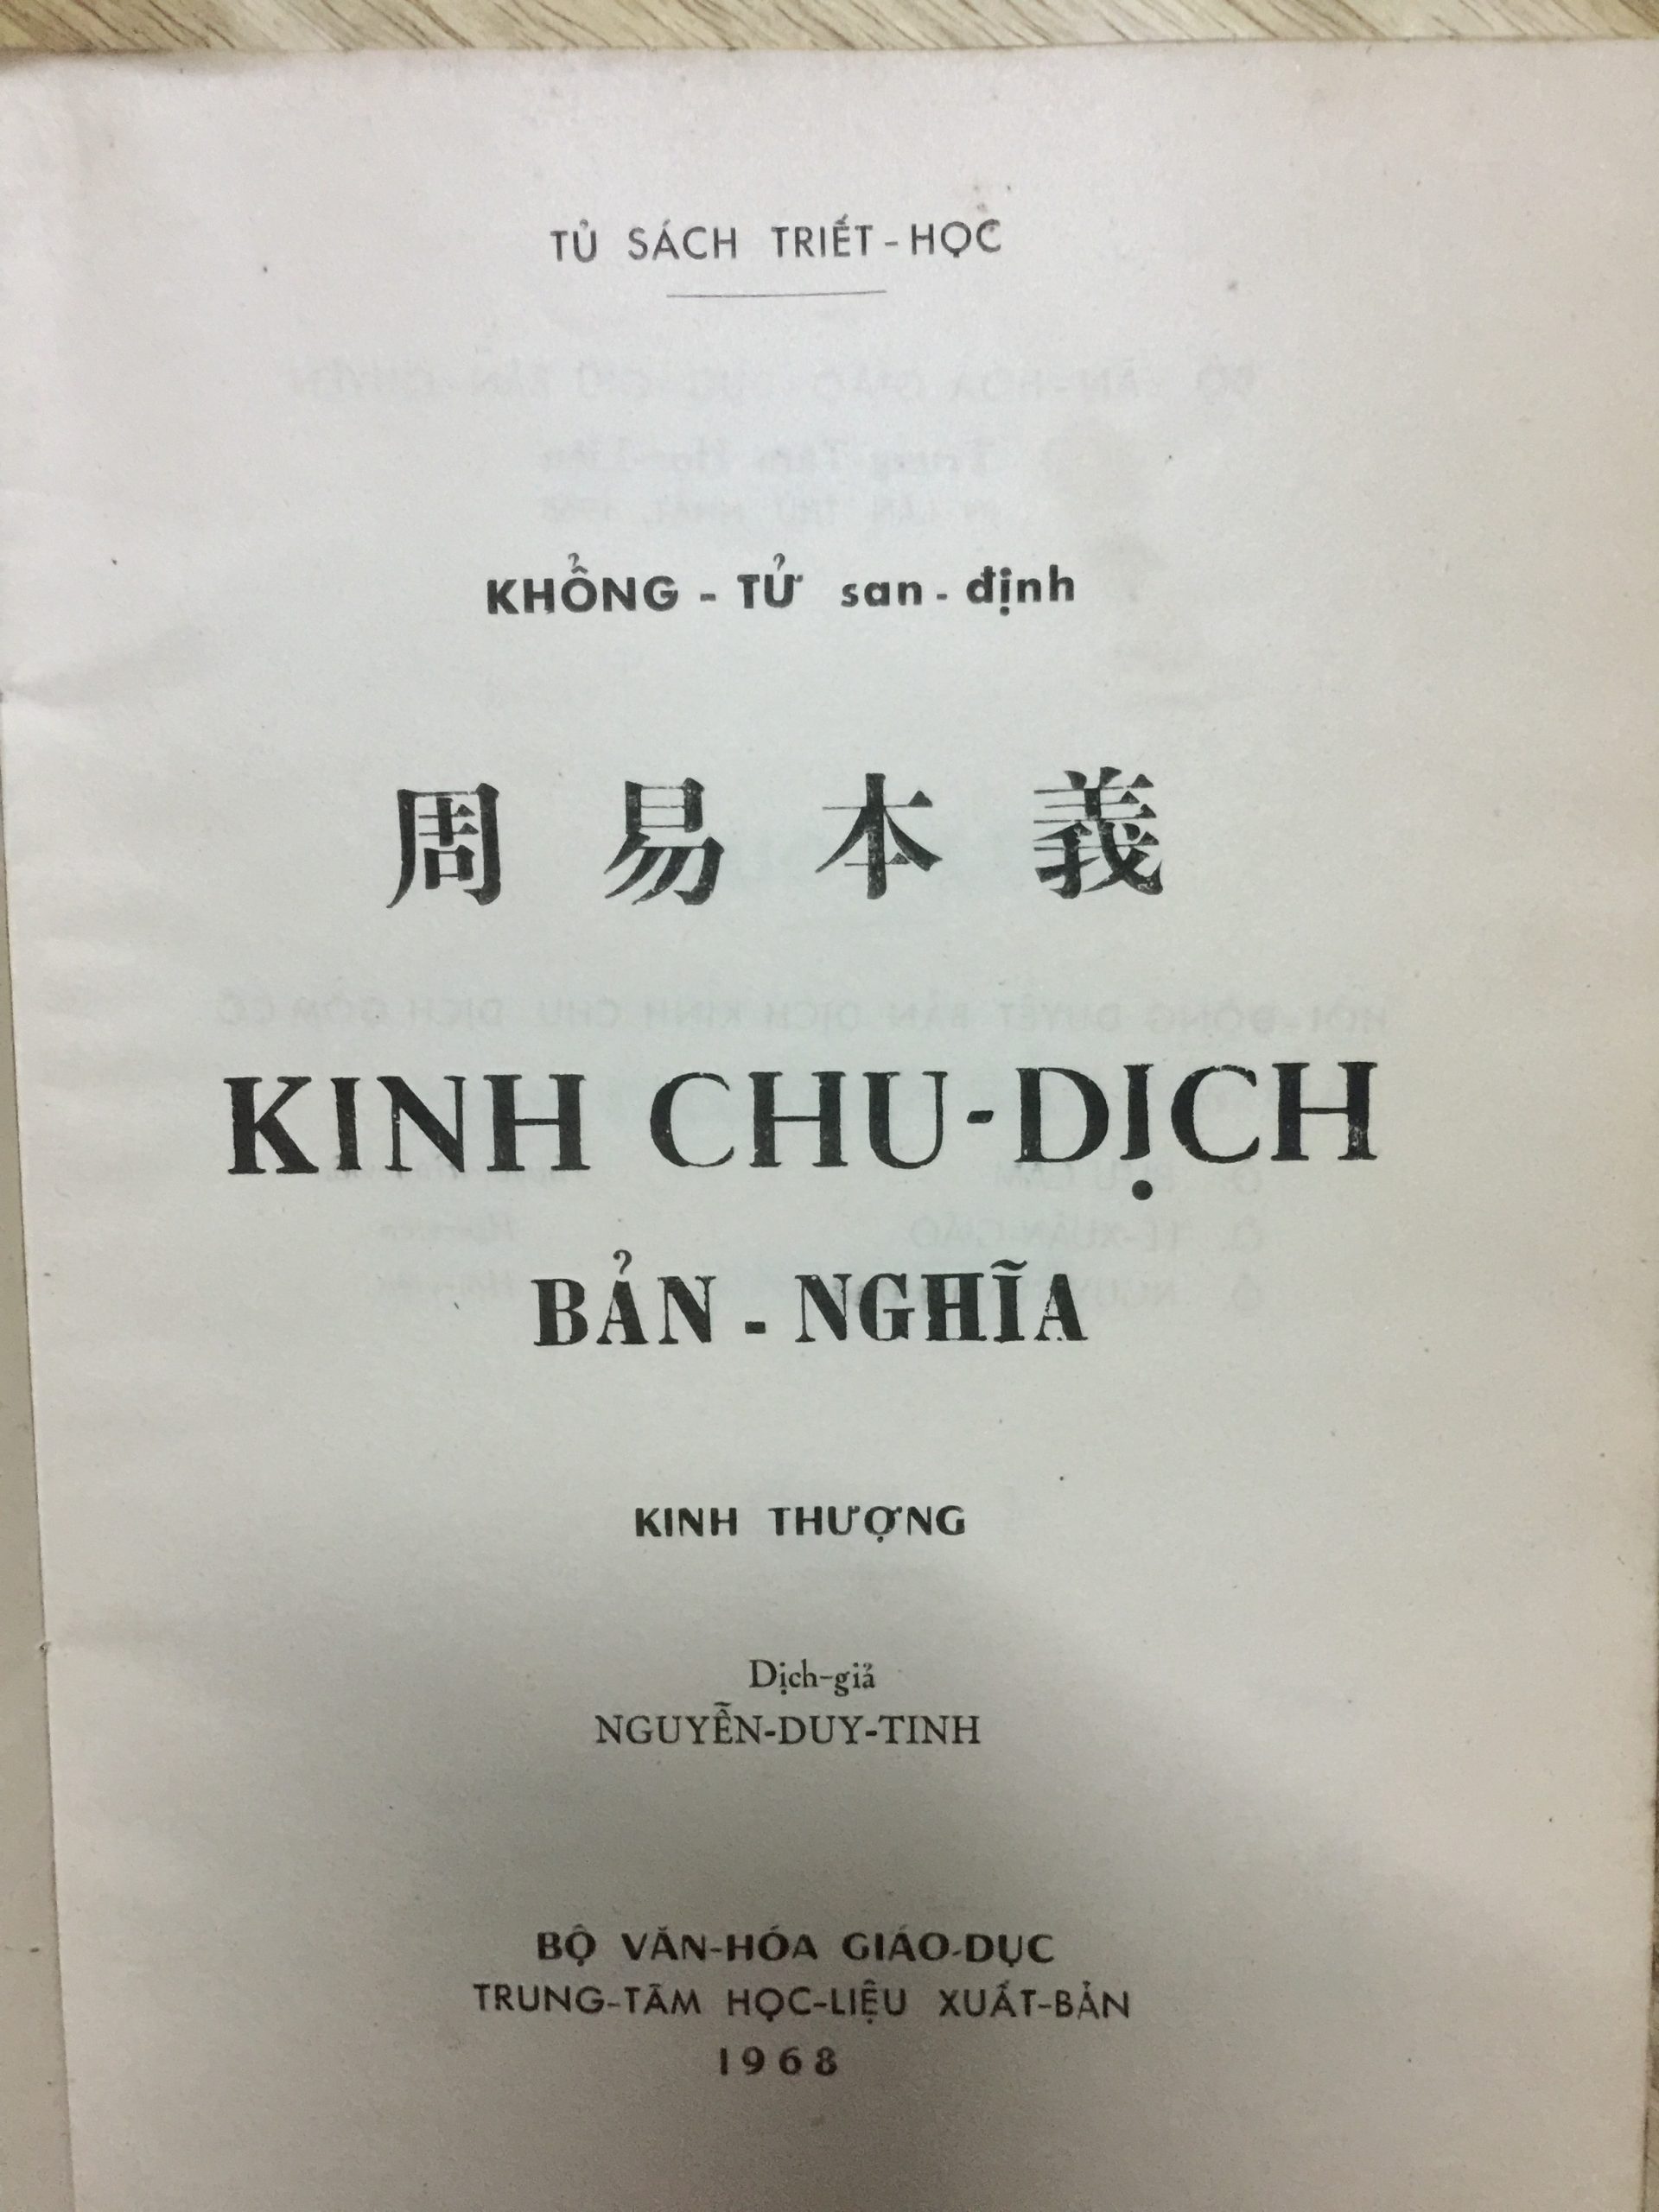 TỦ SÁCH TRIẾT-HỌC
KHỔNG-TỬ san-định
周易本義
KINH CHU-DỊCH
BẢN-NGHĨA
KINH THƯỢNG
Dịch-giả
NGUYỄN-DUY-TINH
BỘ VĂN-HÓA GIÁO-DỤC
TRUNG-TÂM HỌC-LIỆU XUẤT-BẢN
1968